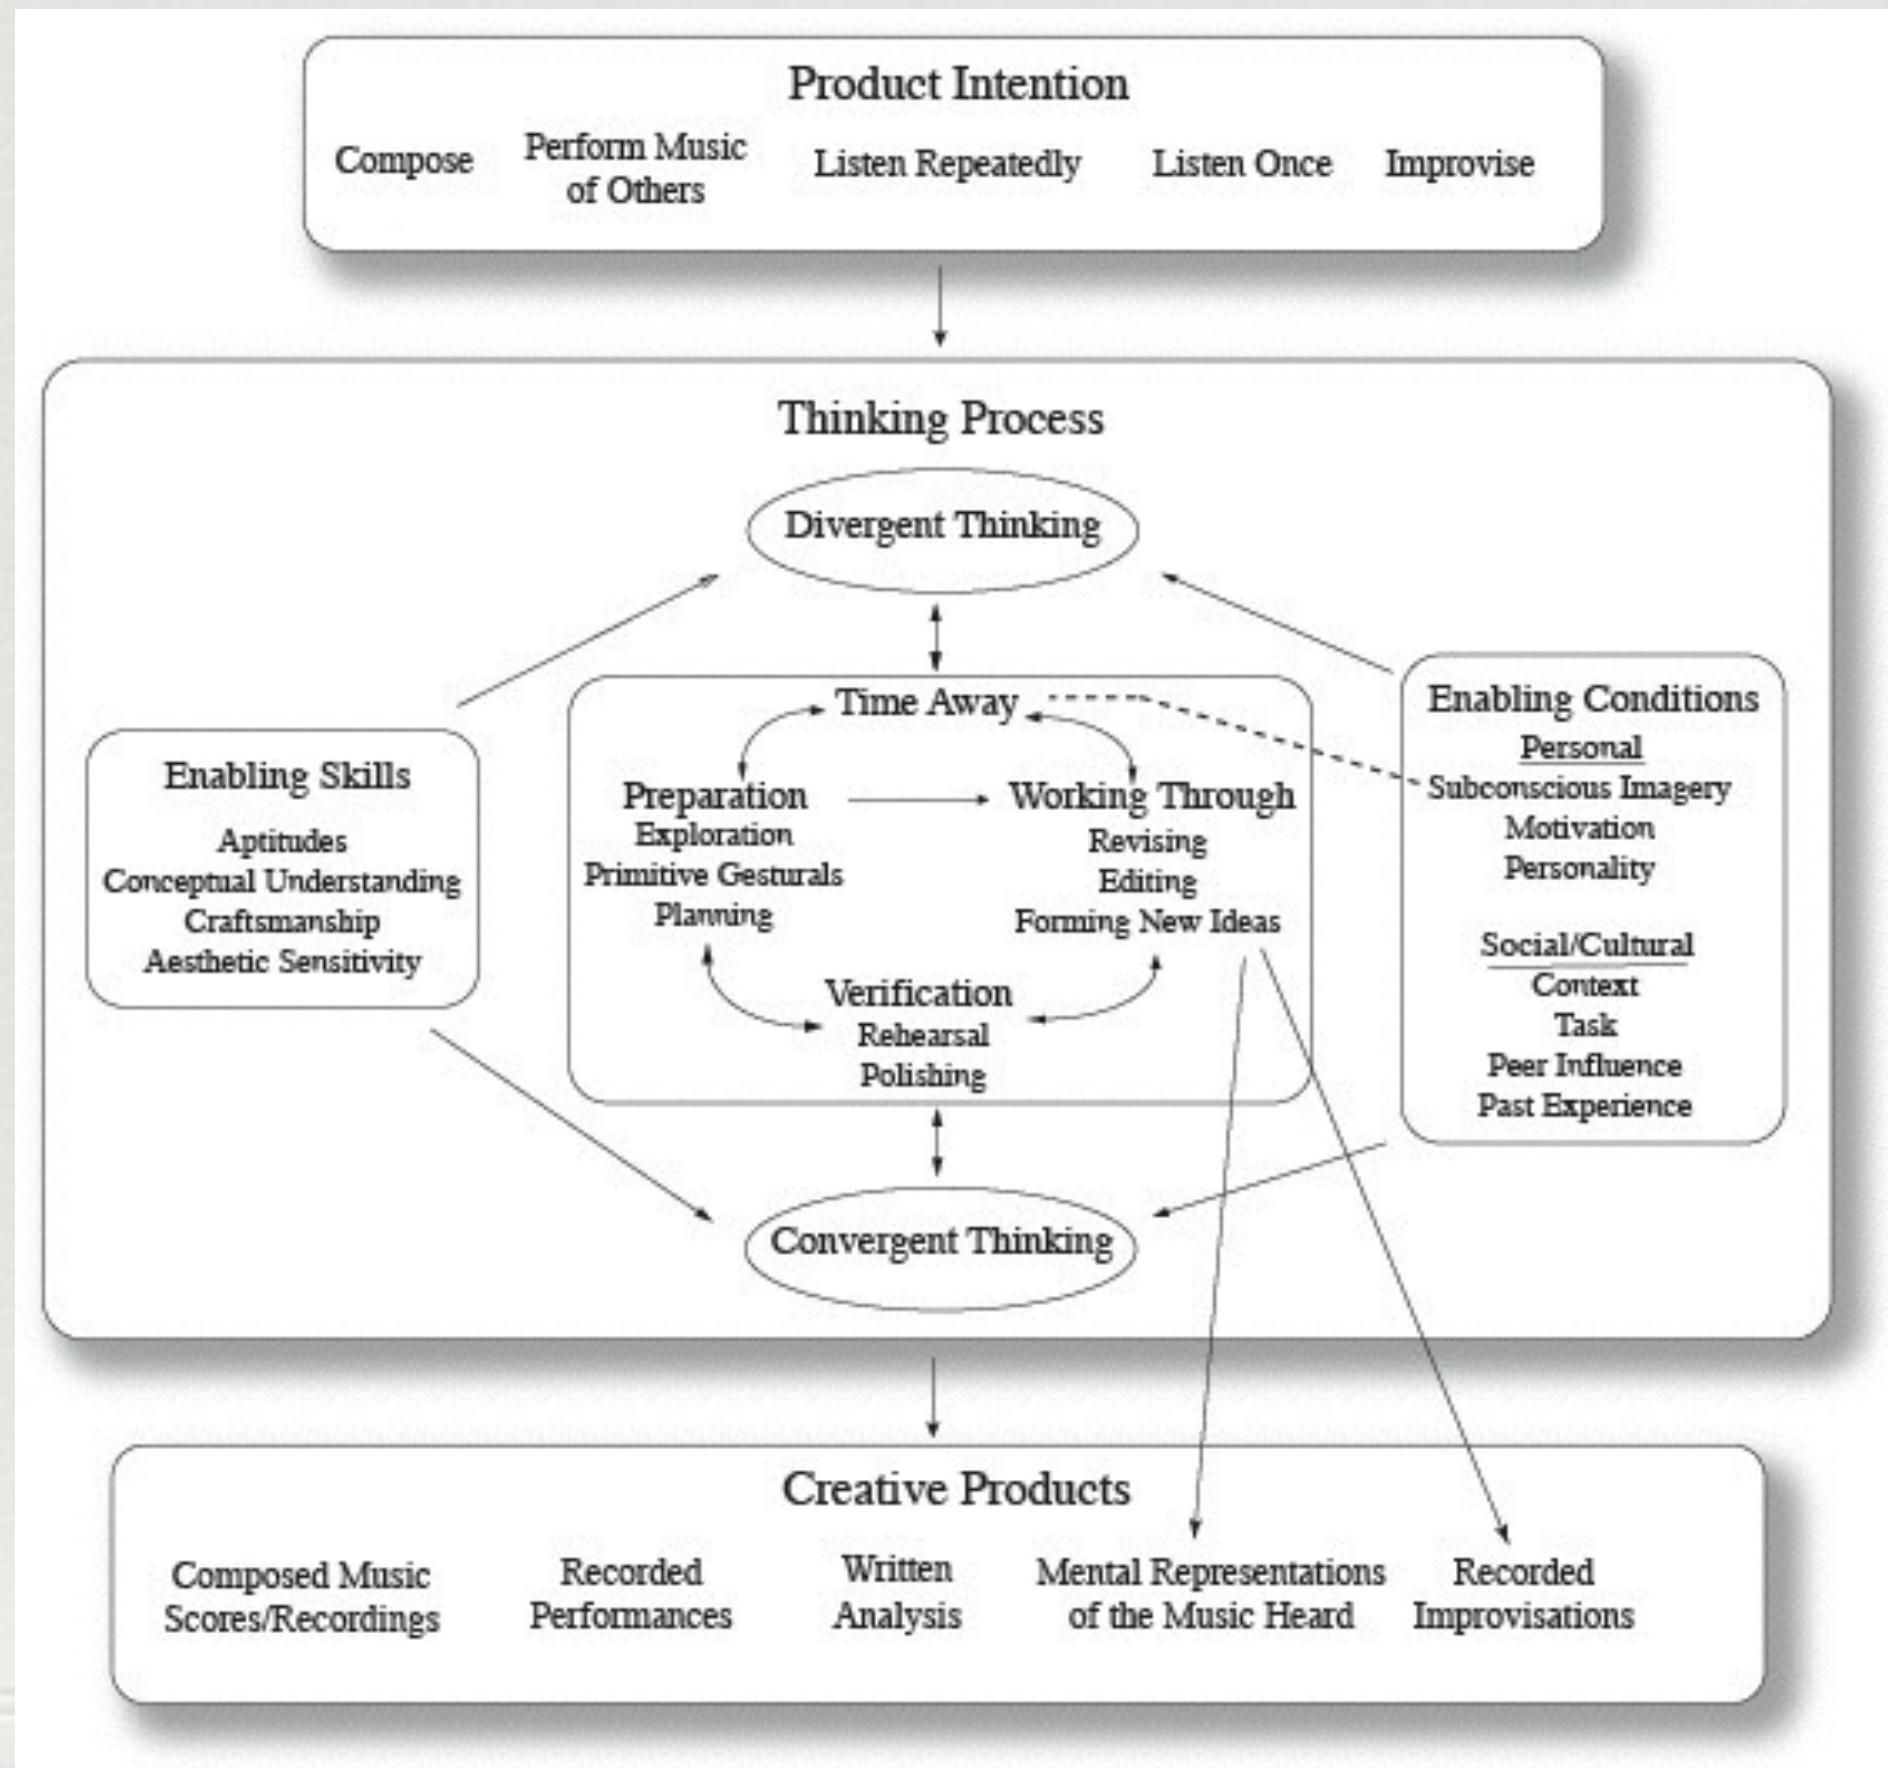 Product Intention
Compose
Perform Music
of Others
Listen Repeatedly
Listen Once
Improvise
Thinking Process
Divergent Thinking
Enabling Skills
Aptitudes
Conceptual Understanding
Craftsmanship
Aesthetic Sensitivity
Time Away
Preparation
Exploration
Primitive Gesturals
Planning
Working Through
Revising
Editing
Forming New Ideas
Verification
Rehearsal
Polishing
Enabling Conditions
Personal
Subconscious Imagery
Motivation
Personality
Social/Cultural
Context
Task
Peer Influence
Past Experience
Convergent Thinking
Creative Products
Composed Music
Scores/Recordings
Recorded
Performances
Written
Analysis
Mental Representations
of the Music Heard
Recorded
Improvisations